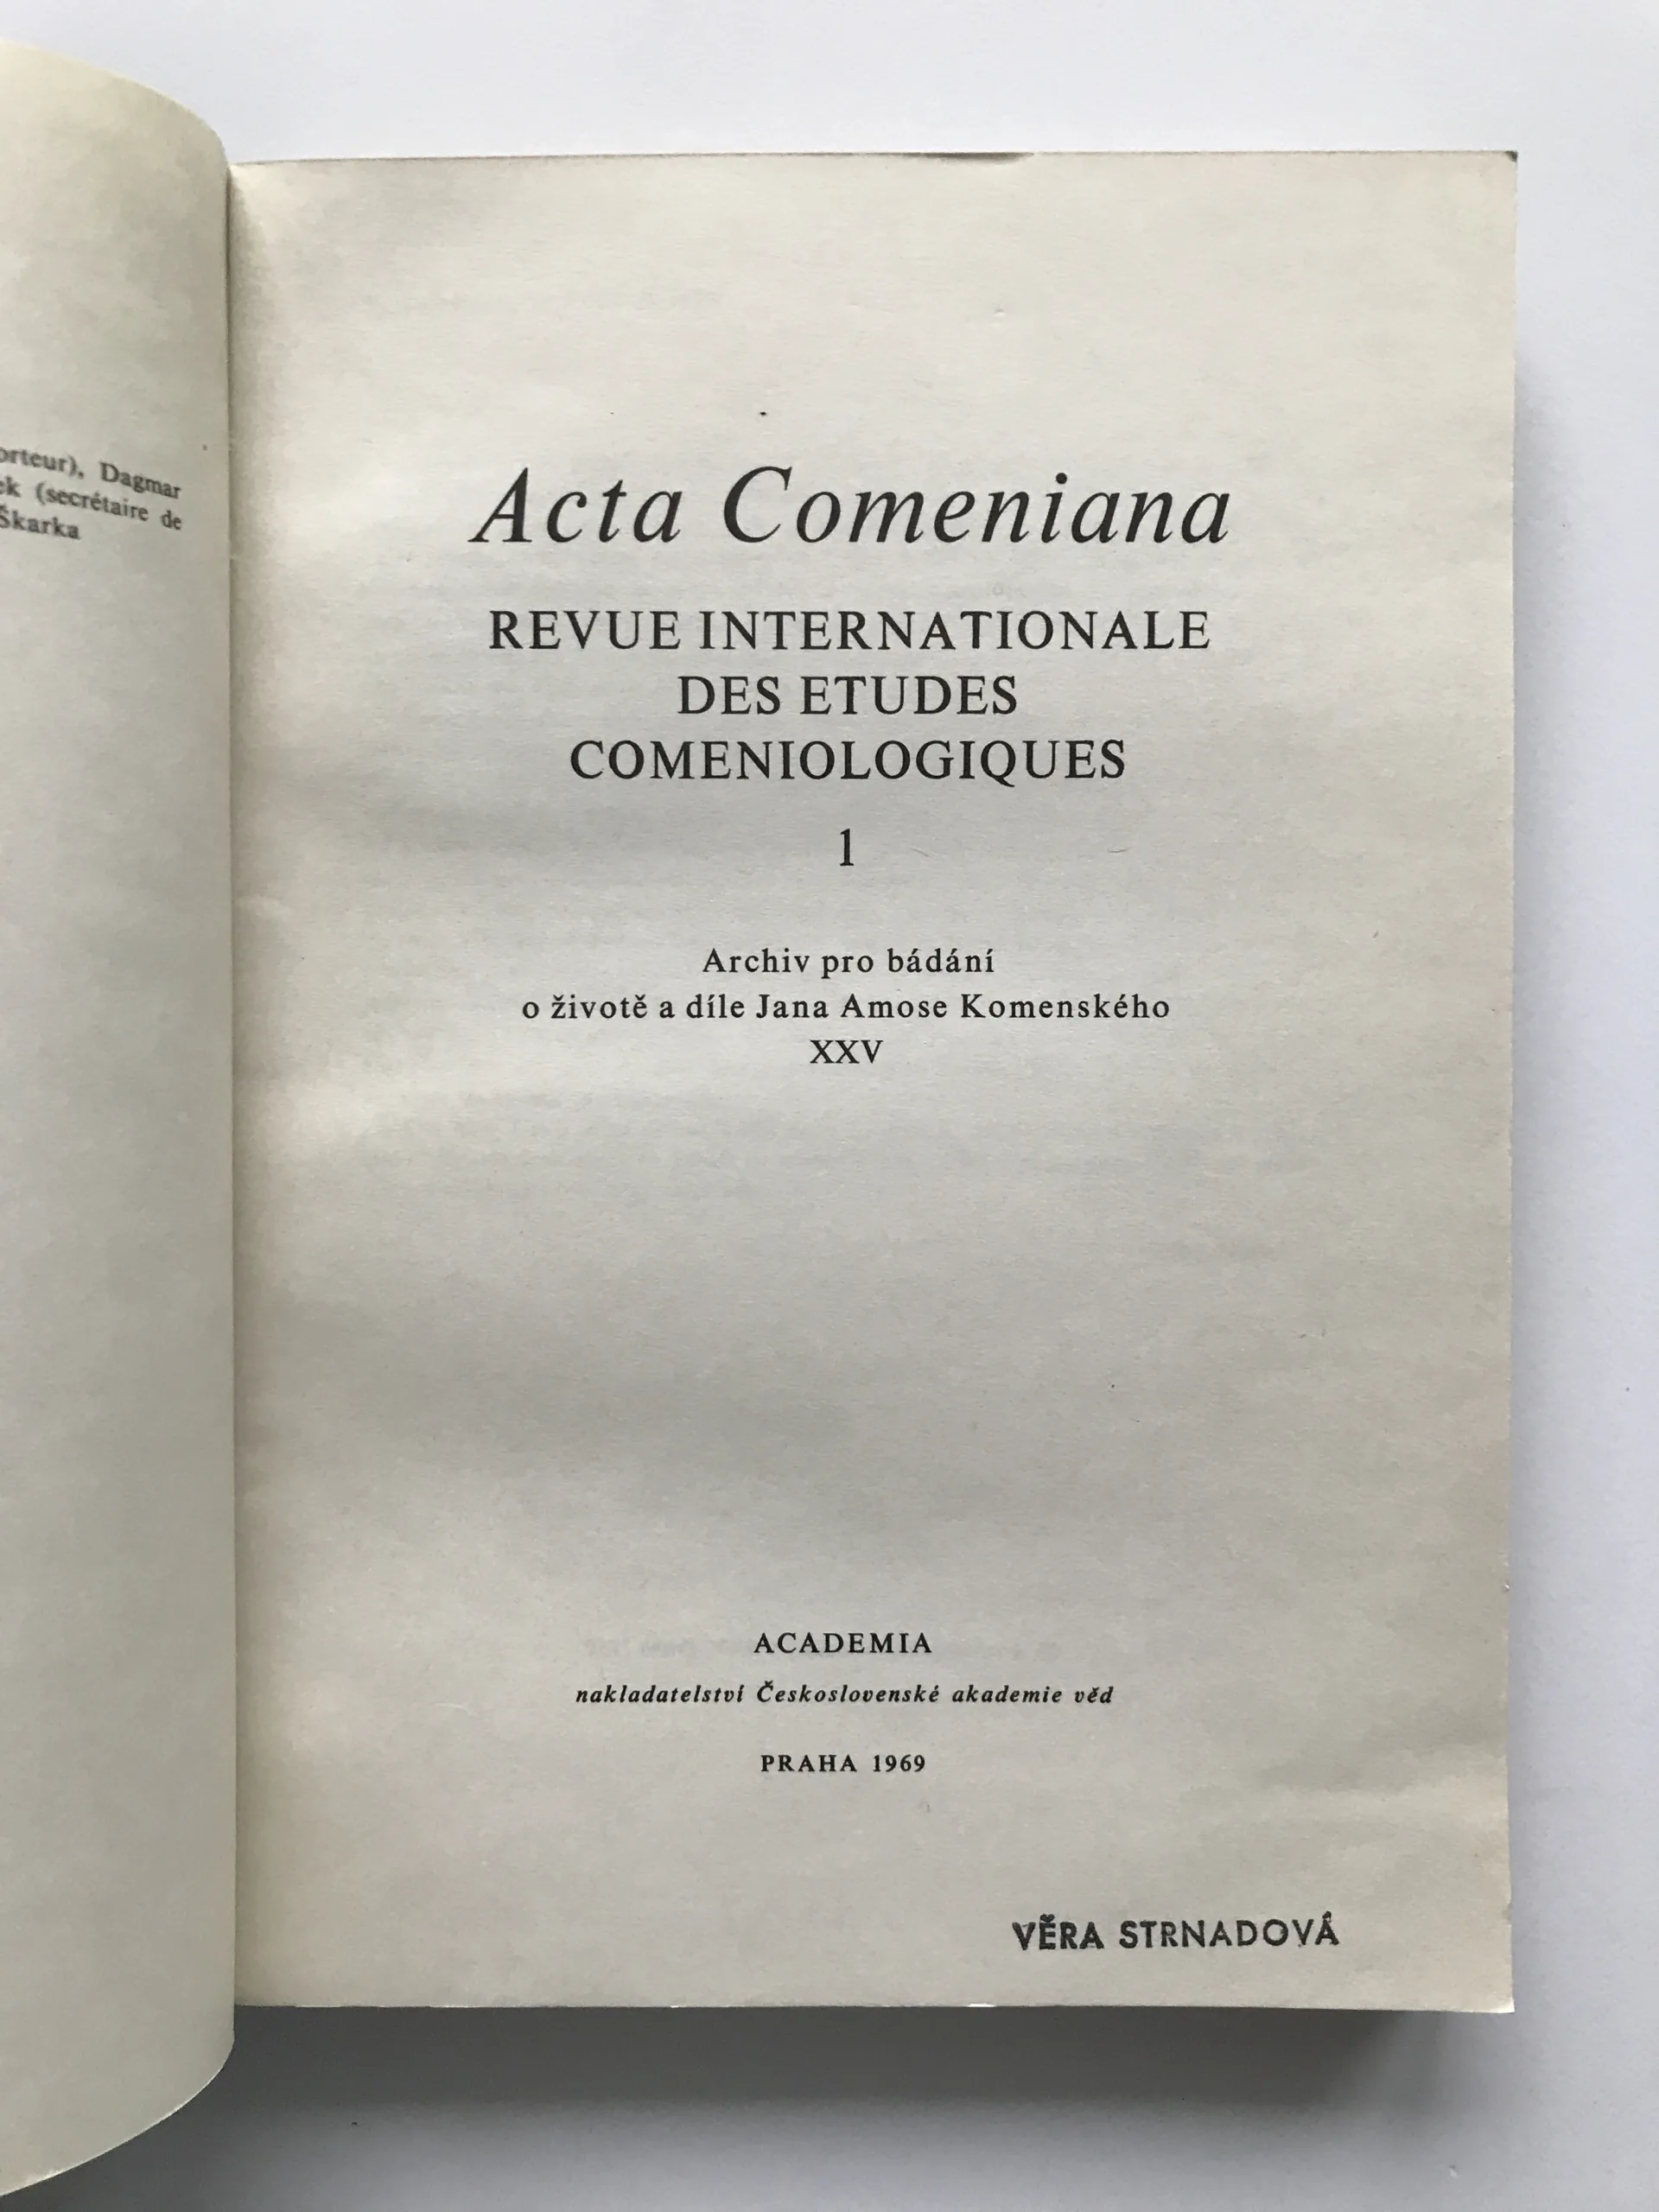 orteur), Dagmar
ek (secrétaire de
Škarka
Acta Comeniana
REVUE INTERNATIONALE
DES ETUDES
COMENIOLOGIQUES
1
Archiv pro bádání
o životě a díle Jana Amose Komenského
XXV
ACADEMIA
nakladatelství Československé akademie věd
PRAHA 1969
VĚRA STRNADOVÁ